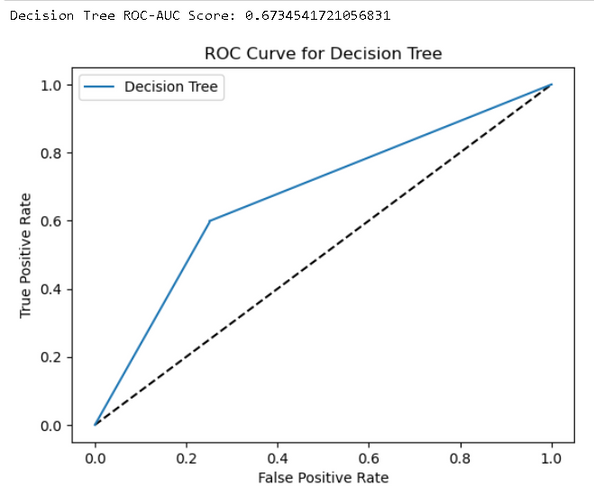 Decision Tree ROC-AUC Score: 0.6734541721056831
ROC Curve for Decision Tree
Decision Tree
1.0
0.8
0.6
0.4
0.2
0.0
True Positive Rate
0.0 0.2 0.4 0.6 0.8 1.0
False Positive Rate